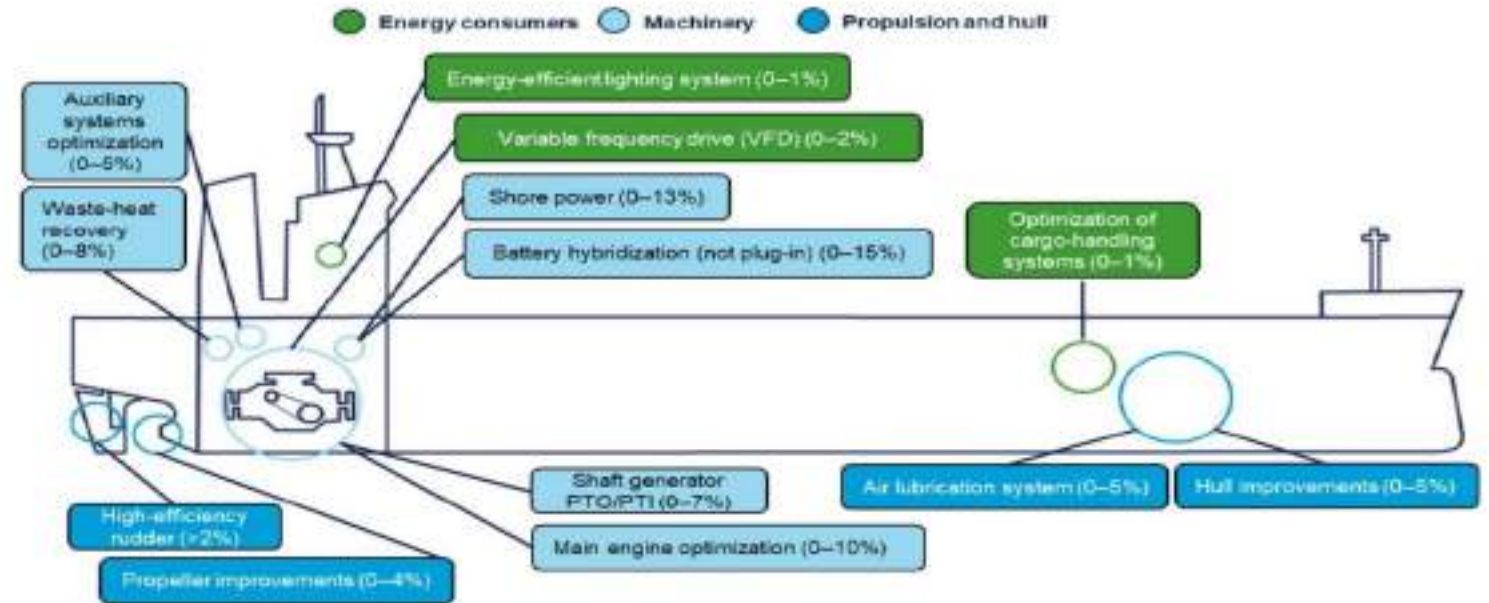 Energy consumers
Machinery
Propulsion and hull
Energy-efficient lighting system (0–1%)
Auxiliary
systems
optimization
(0–5%)
Variable frequency drive (VFD) (0–2%)
Shore power (0–13%)
Waste-heat
recovery
(0–8%)
Optimization of
cargo-handling
systems (0–1%)
Battery hybridization (not plug-in) (0–15%)
Shaft generator
PTO/PTI (0–7%)
Air lubrication system (0–5%)
Hull improvements (0–5%)
High-efficiency
rudder (>2%)
Main engine optimization (0–10%)
Propeller improvements (0–4%)